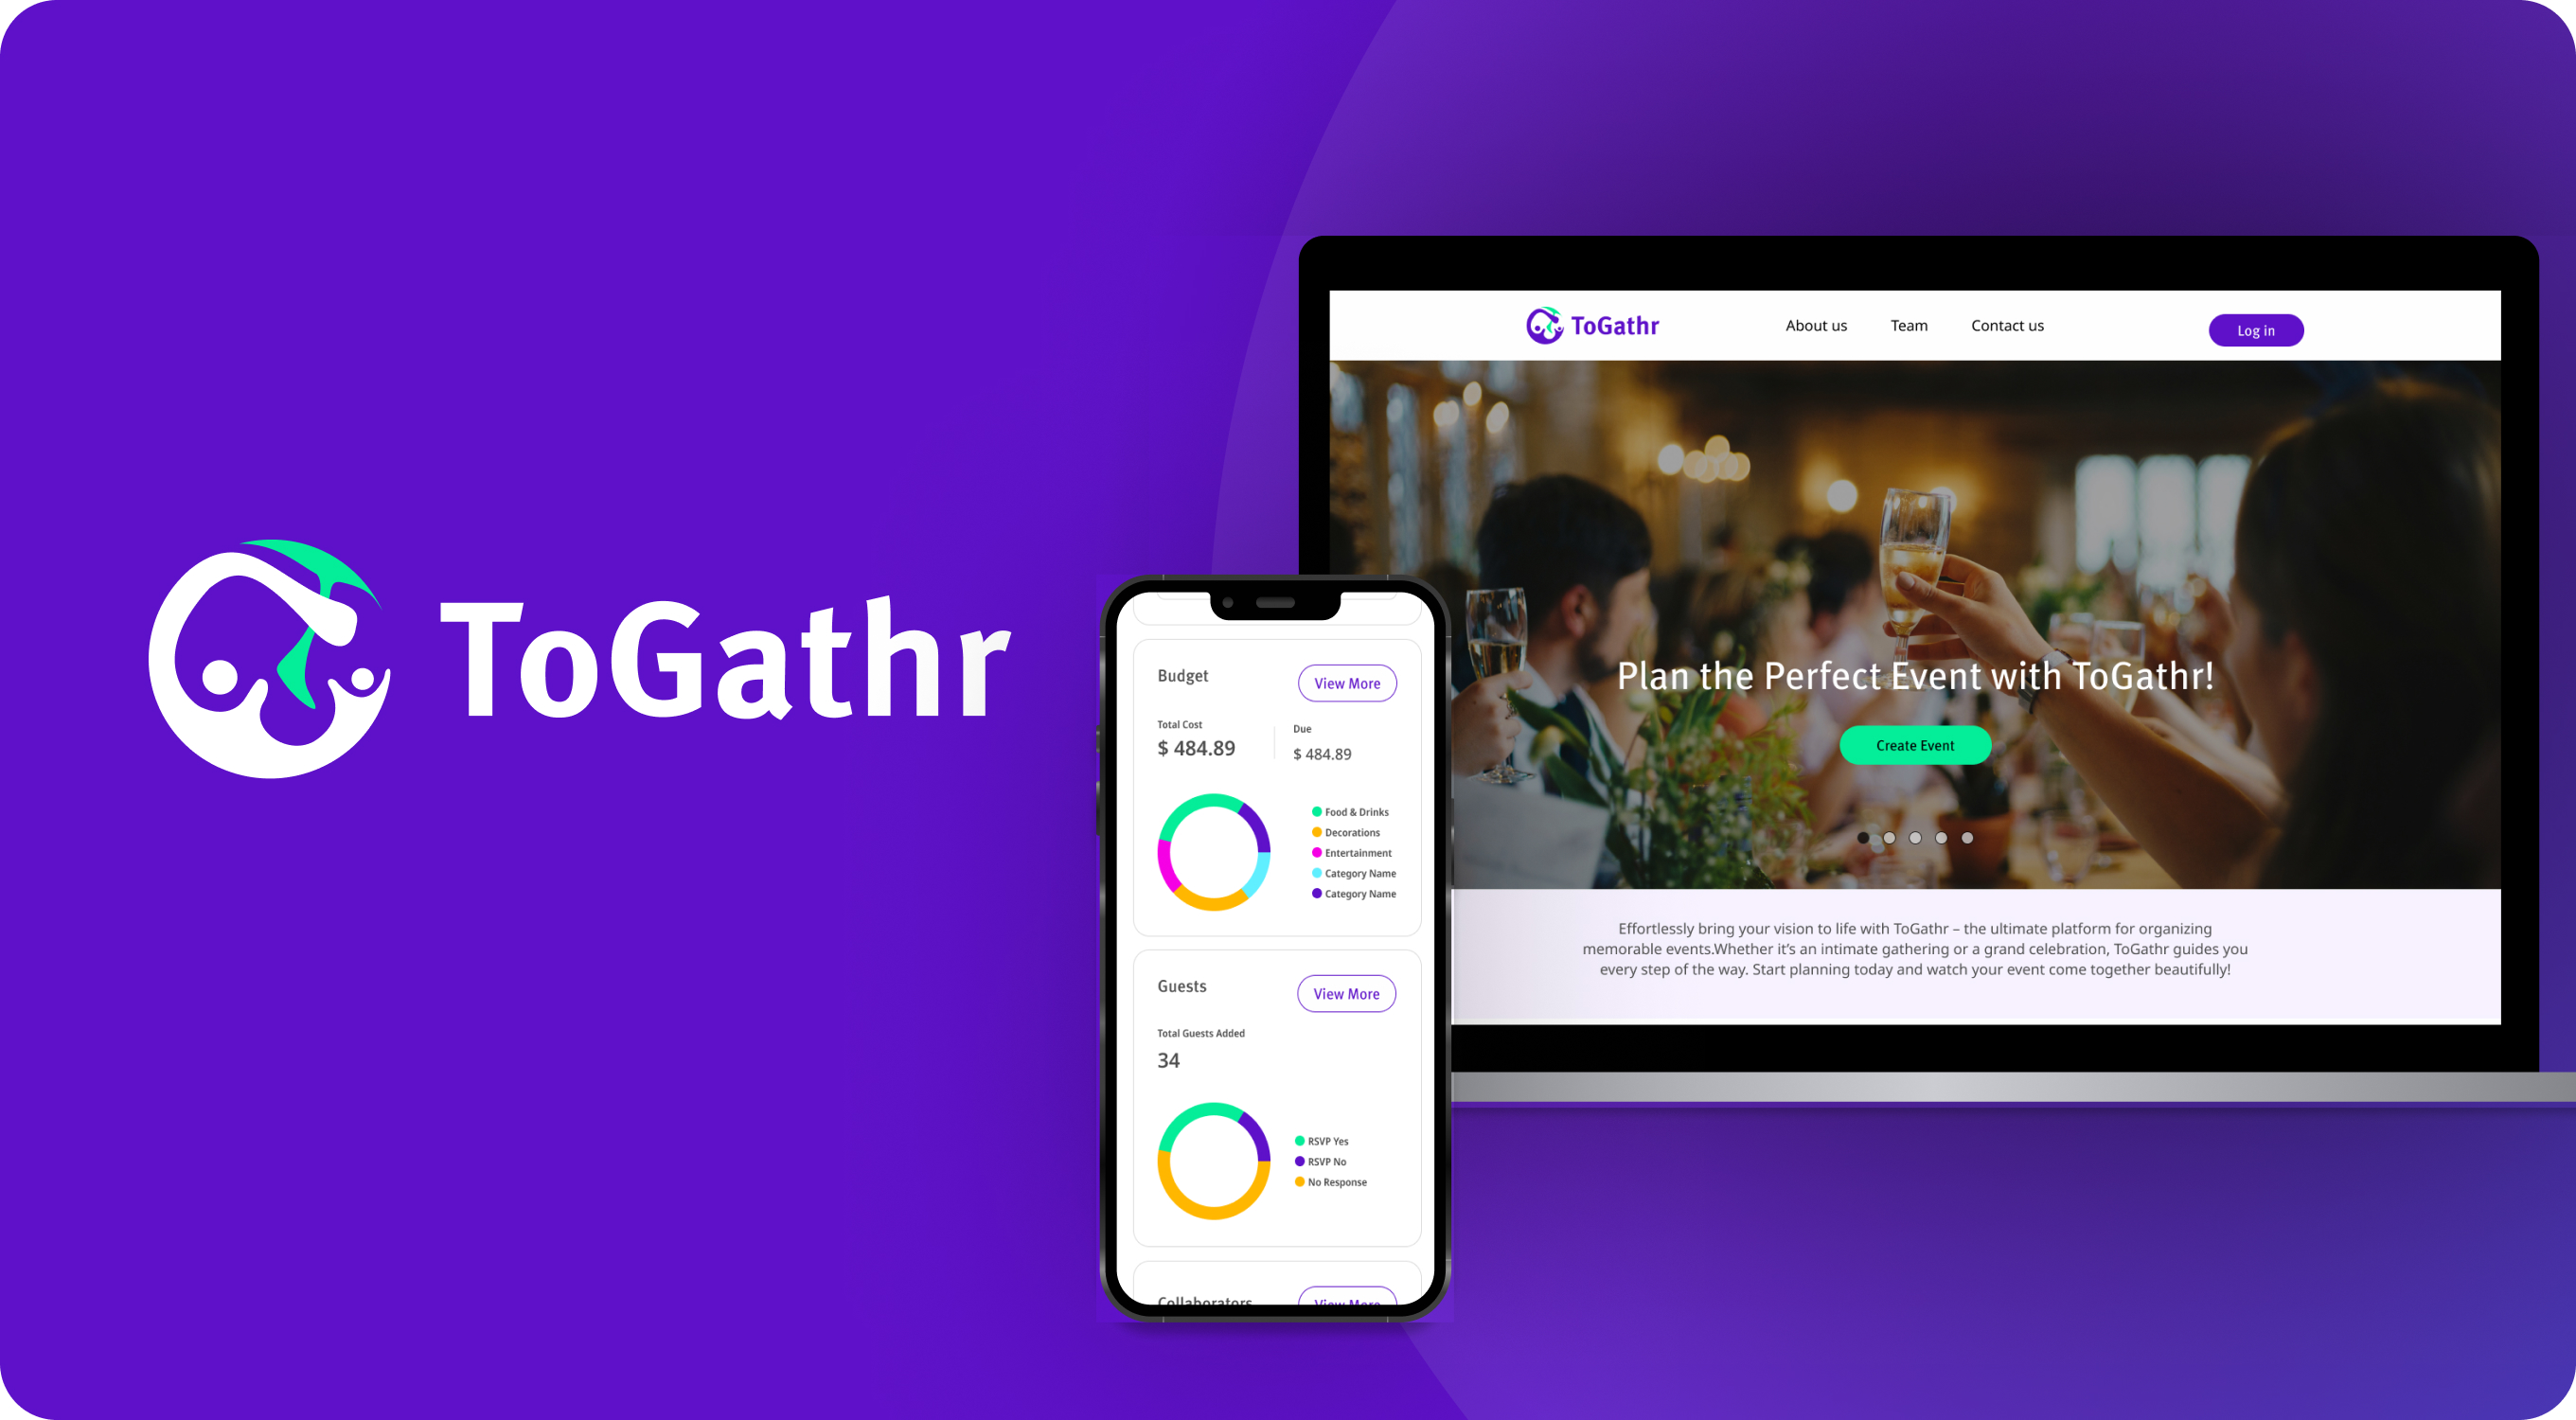 ToGathr
Budget
View More
Total Cost
$ 484.89
Due
$ 484.89
Food & Drinks
Decorations
Entertainment
Category Name
Category Name
Guests
View More
Total Guests Added
34
RSVP Yes
RSVP No
No Response
Collaborators
View More
ToGathr
About us
Team
Contact us
Log in
Plan the Perfect Event with ToGathr!
Create Event
Effortlessly bring your vision to life with ToGathr – the ultimate platform for organizing
memorable events.Whether it’s an intimate gathering or a grand celebration, ToGathr guides you
every step of the way. Start planning today and watch your event come together beautifully!